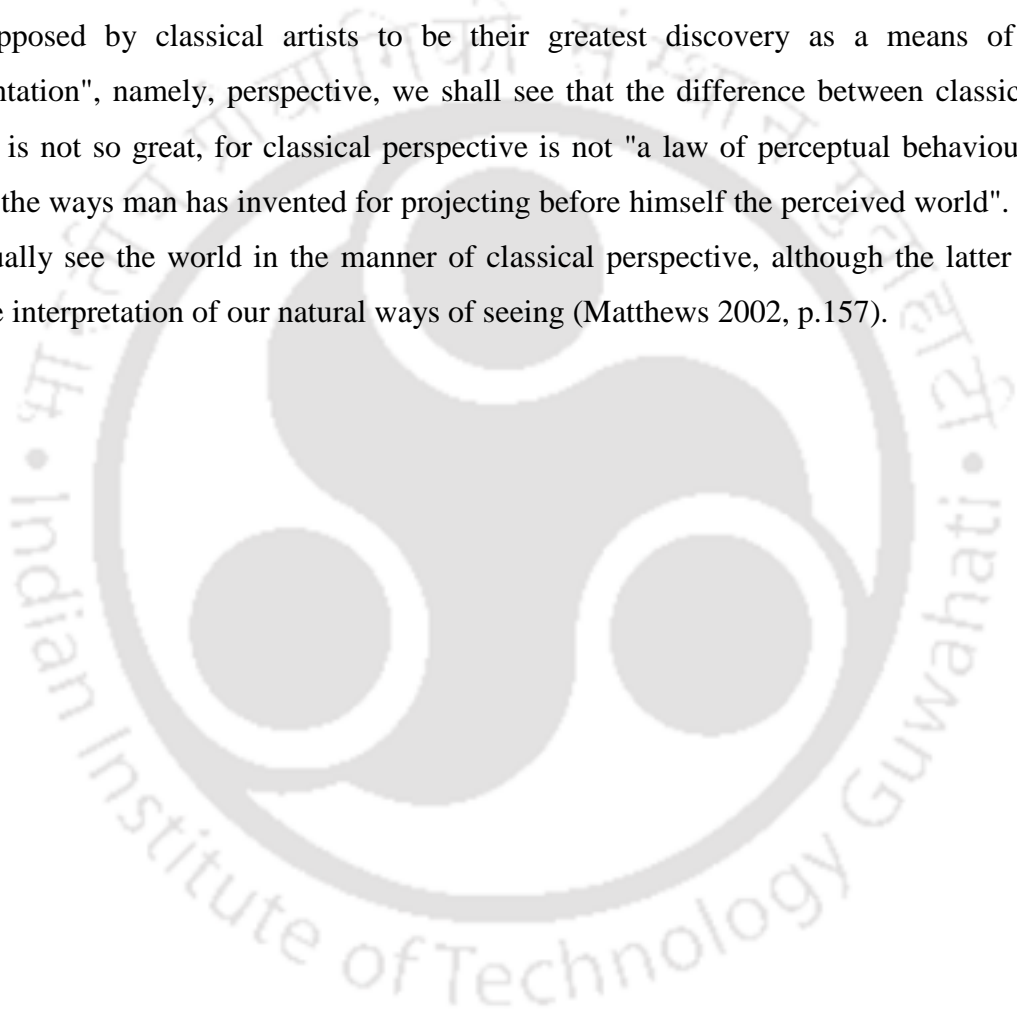 pposed by classical artists to be their greatest discovery as a means of
ntation", namely, perspective, we shall see that the difference between classic
is not so great, for classical perspective is not "a law of perceptual behaviou
the ways man has invented for projecting before himself the perceived world".
ually see the world in the manner of classical perspective, although the latter
e interpretation of our natural ways of seeing (Matthews 2002, p.157).
Indian Institute of Technology Guwahati